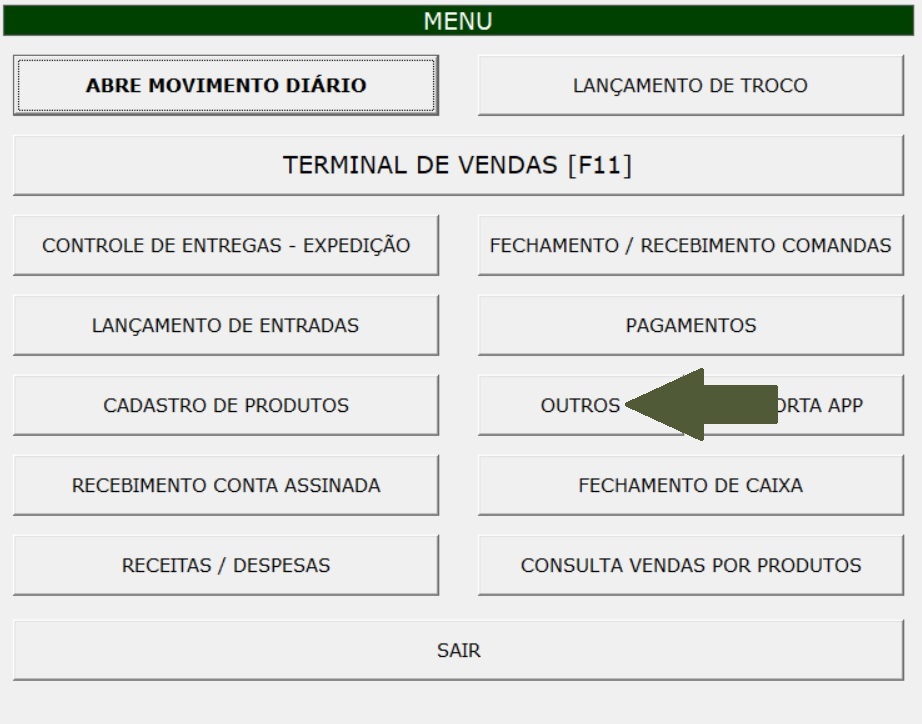 MENU
ABRE MOVIMENTO DIÁRIO
LANÇAMENTO DE TROCO
TERMINAL DE VENDAS [F11]
CONTROLE DE ENTREGAS - EXPEDIÇÃO
FECHAMENTO / RECEBIMENTO COMANDAS
LANÇAMENTO DE ENTRADAS
PAGAMENTOS
CADASTRO DE PRODUTOS
OUTROS
APP
RECEBIMENTO CONTA ASSINADA
FECHAMENTO DE CAIXA
RECEITAS / DESPESAS
CONSULTA VENDAS POR PRODUTOS
SAIR